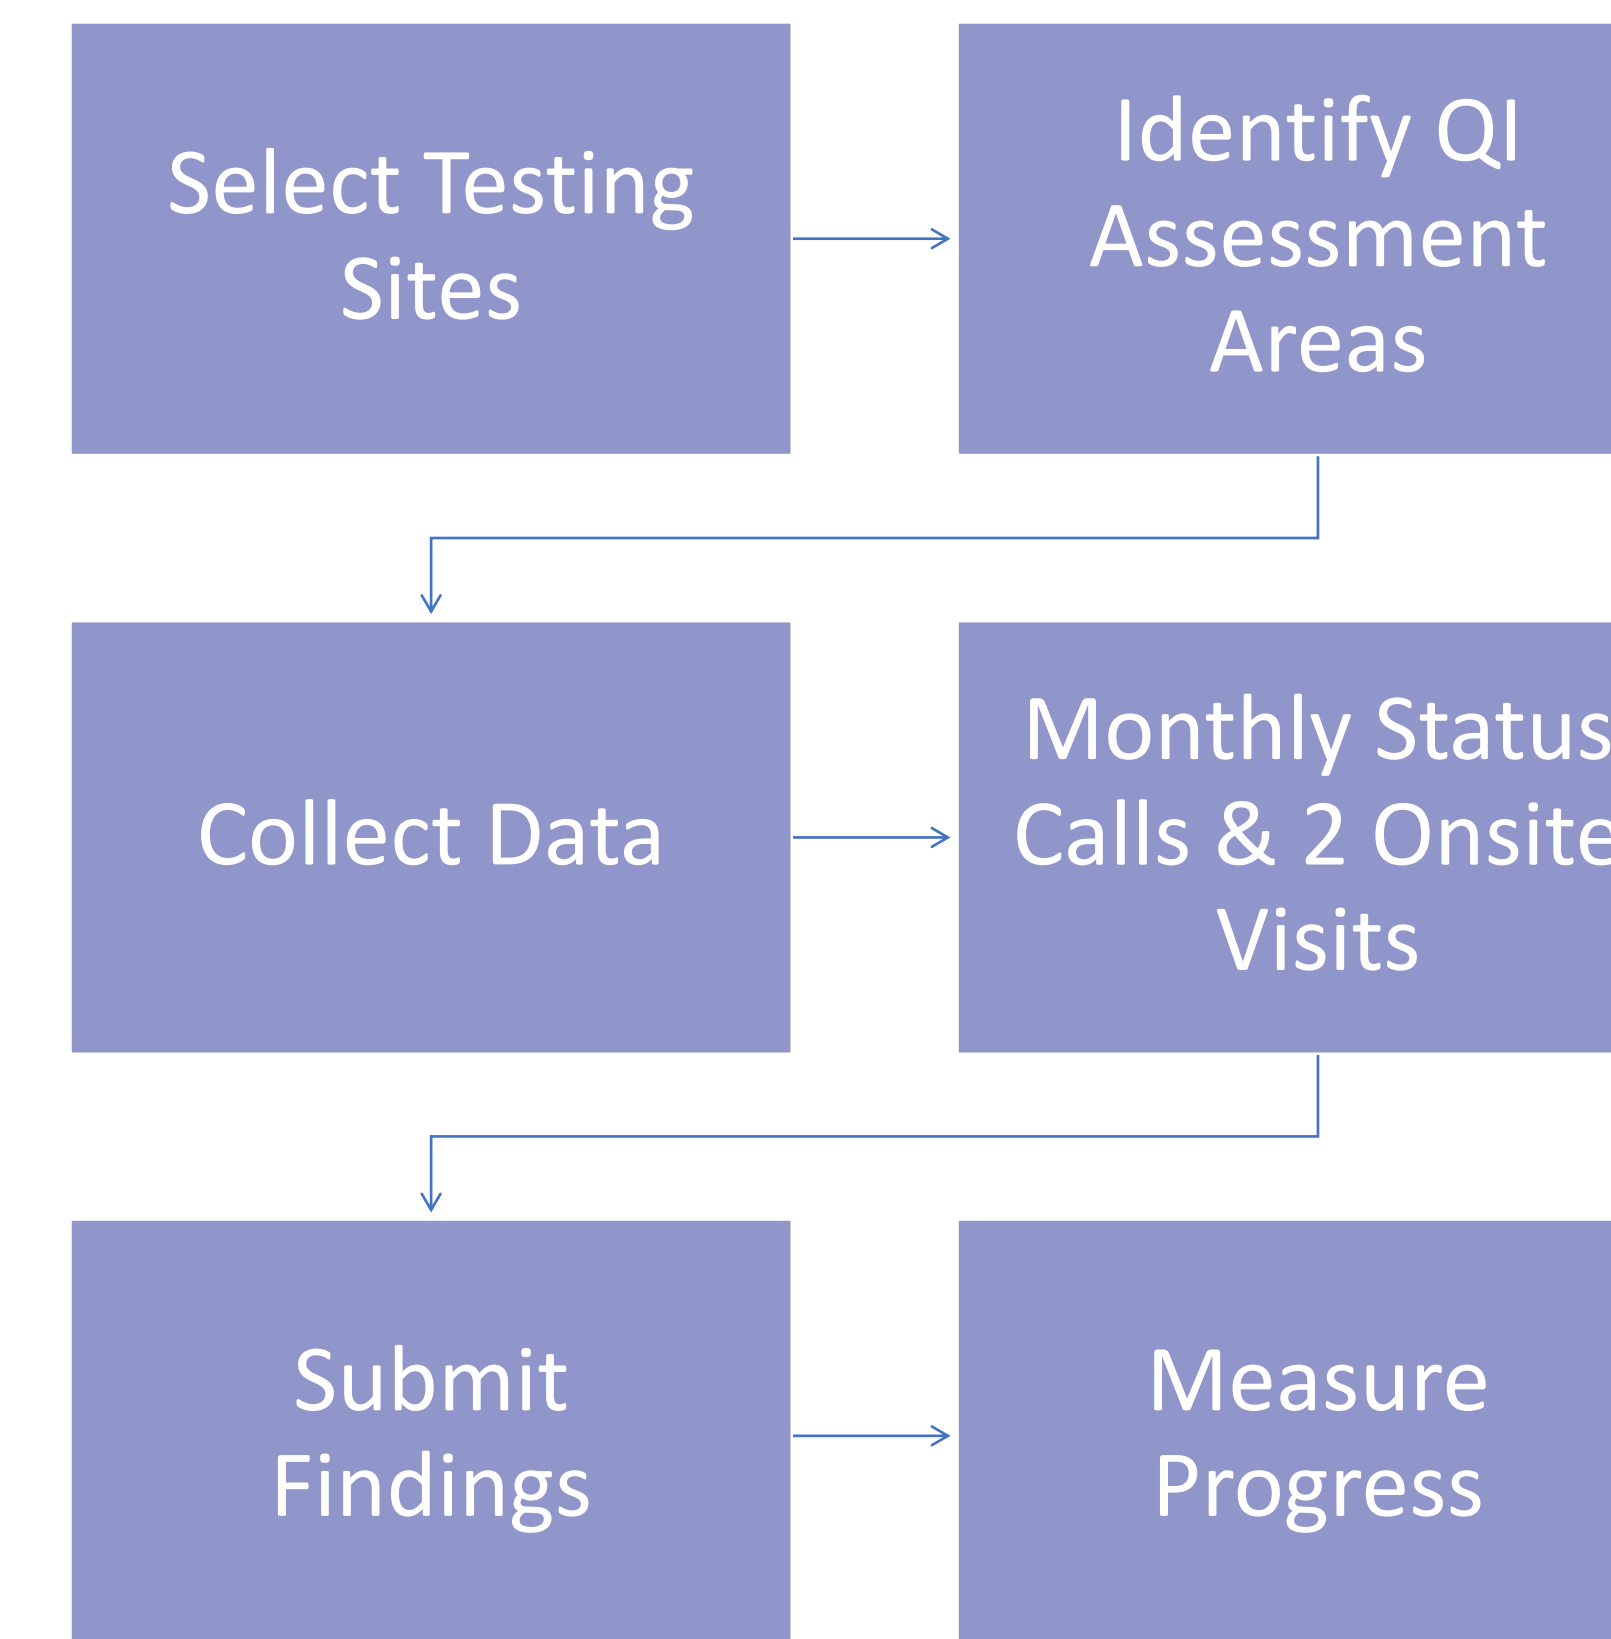 Select Testing
Sites
Identify QI
Assessment
Areas
Collect Data
Monthly Status
Calls & 2 Onsite
Visits
Submit
Findings
Measure
Progress